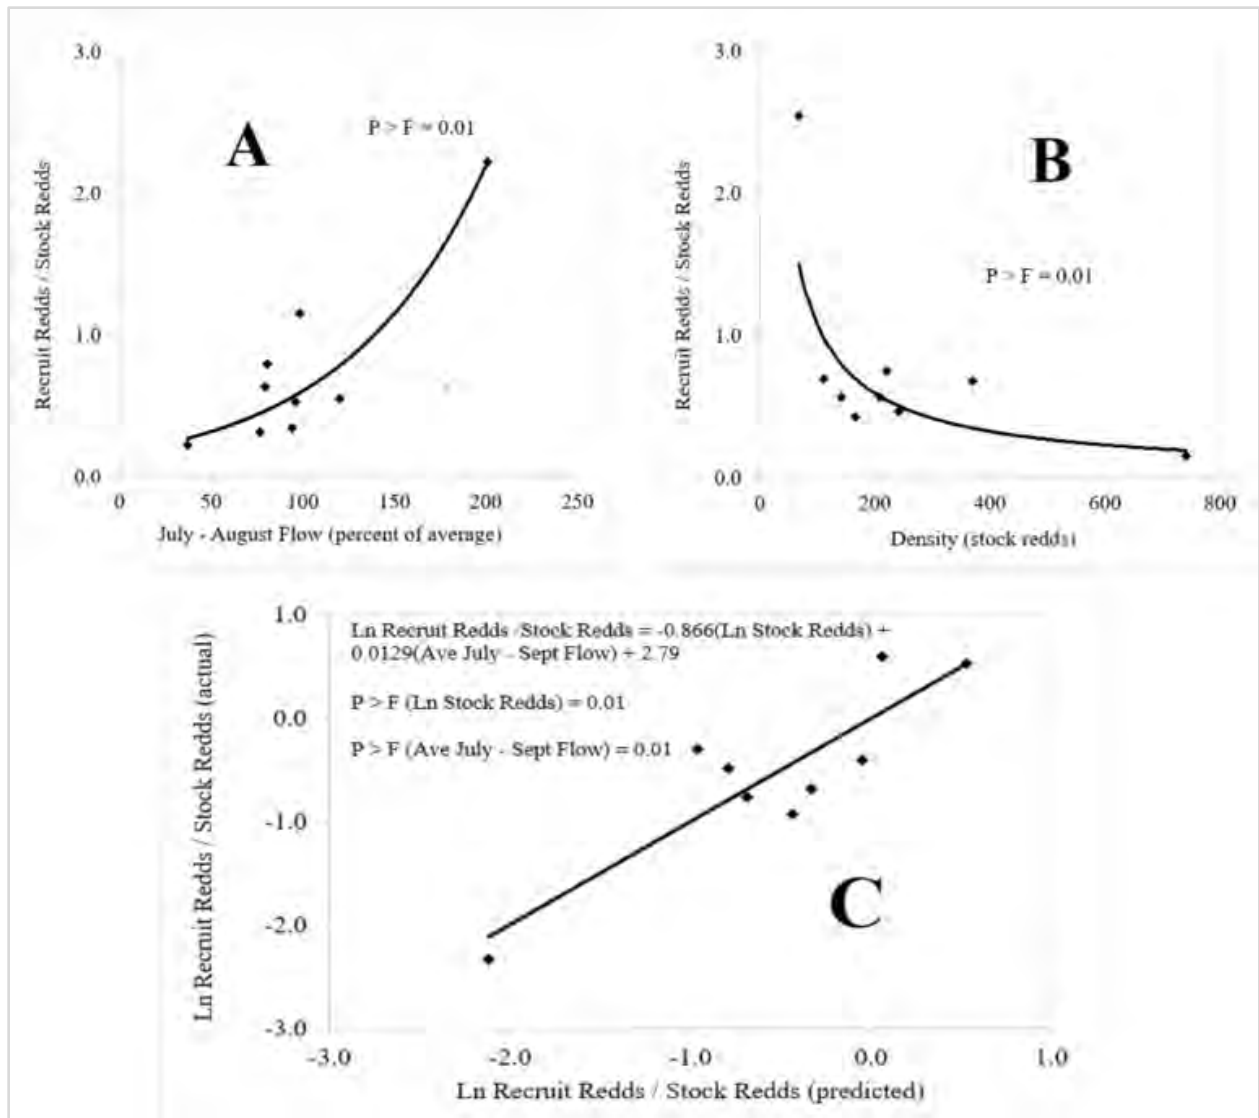 3.0
P > F = 0.01
A
2.0
1.0
0.0
0 50 100 150 200 250
Recruit Redds / Stock Redds
July - August Flow (percent of average)
3.0
B
2.0
P > F = 0.01
1.0
0.0
0 200 400 600 800
Recruit Redds / Stock Redds
Density (stock redds)
1.0
Ln Recruit Redds /Stock Redds = -0.866(Ln Stock Redds) +
0.0129(Ave July - Sept Flow) + 2.79
P > F (Ln Stock Redds) = 0.01
0.0
P > F (Ave July - Sept Flow) = 0.01
-1.0
C
-2.0
-3.0
-3.0 -2.0 -1.0 0.0 1.0
Ln Recruit Redds / Stock Redds (actual)
Ln Recruit Redds / Stock Redds (predicted)